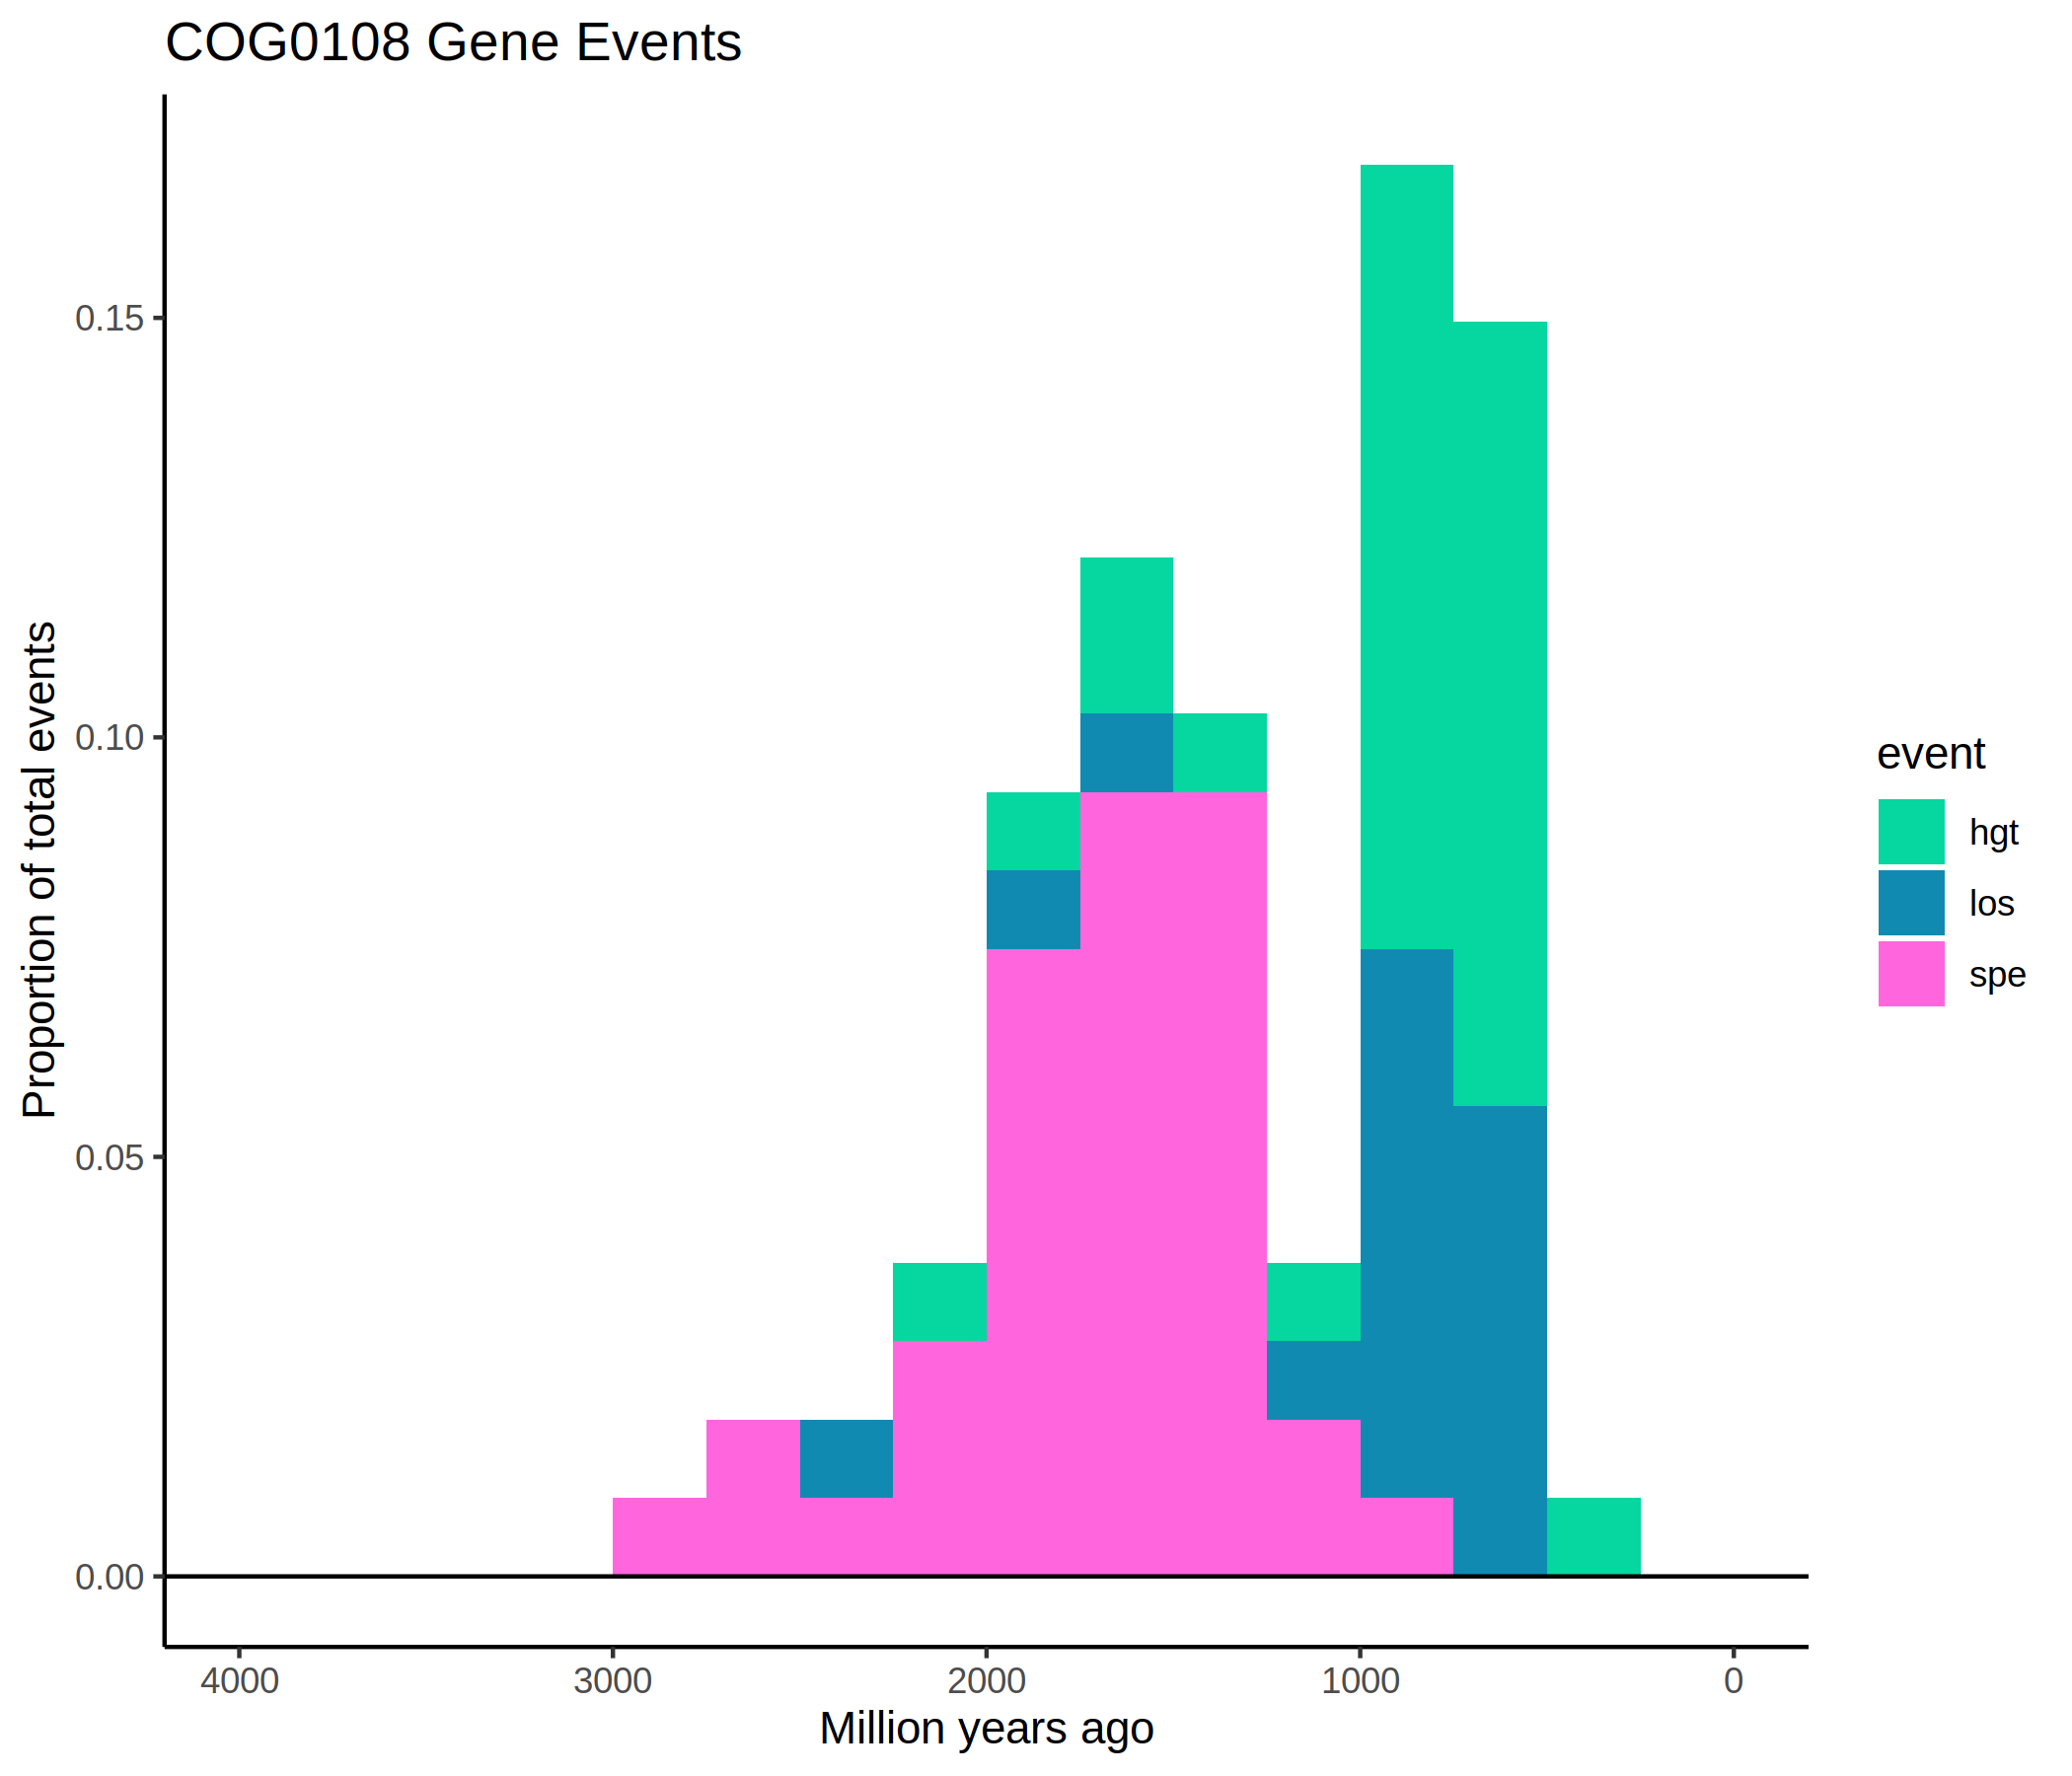 COG0108 Gene Events
Proportion of total events
0.15
0.10
0.05
0.00
4000 3000 2000 1000 0
Million years ago
event
hgt
los
spe